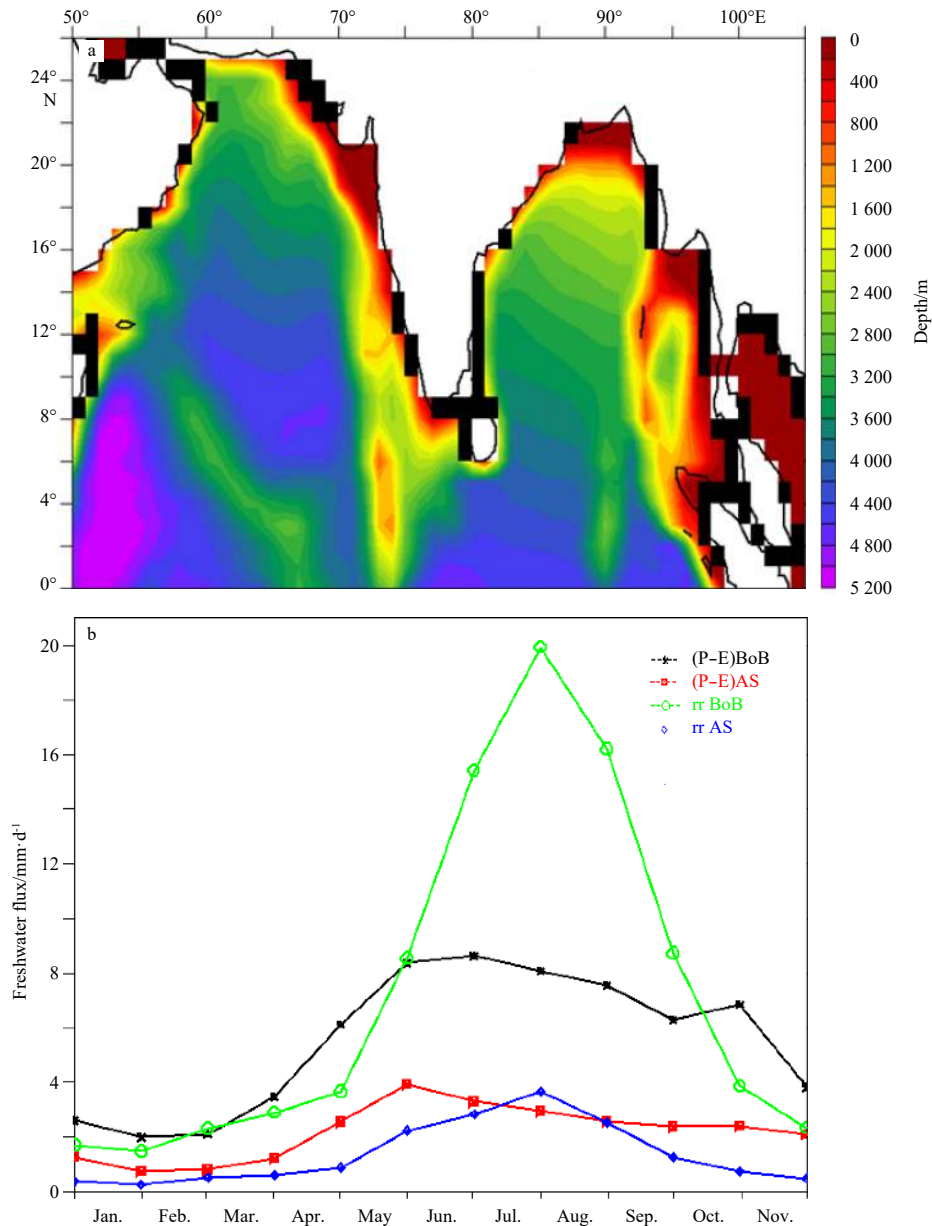 50° 60° 70° 80° 90° 100°E
a
24°
N
20°
16°
12°
8°
4°
0°
0
400
800
1 200
1 600
2 000
2 400
2 800
3 200
3 600
4 000
4 400
4 800
5 200
Depth/m
b
20
16
12
8
4
0
Freshwater flux/mm·d⁻¹
(P−E)BoB
(P−E)AS
rr BoB
rr AS
Jan. Feb. Mar. Apr. May Jun. Jul. Aug. Sep. Oct. Nov.